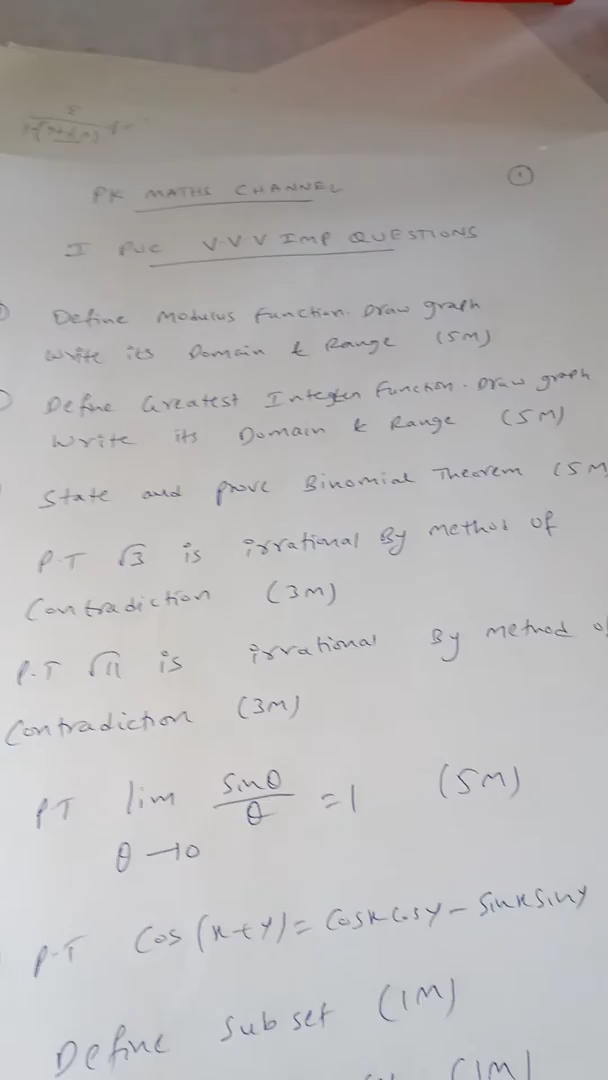 PK MATHS CHANNEL
1
I PUC V.V.V IMP QUESTIONS
Define Modulus Function. Draw graph
Write its Domain & Range (5M)
Define Greatest Integer Function. Draw graph
Write its Domain & Range (5M)
State and prove Binomial Theorem (5M
P.T √3 is irrational By method of
Contradiction (3M)
P.T √11 is irrational By method of
Contradiction (3M)
PT lim sinθ/θ = 1 (5M)
θ→0
P.T Cos (x+y) = Cosx Cosy - Sinx Siny
Define Subset (1M)
(1M)